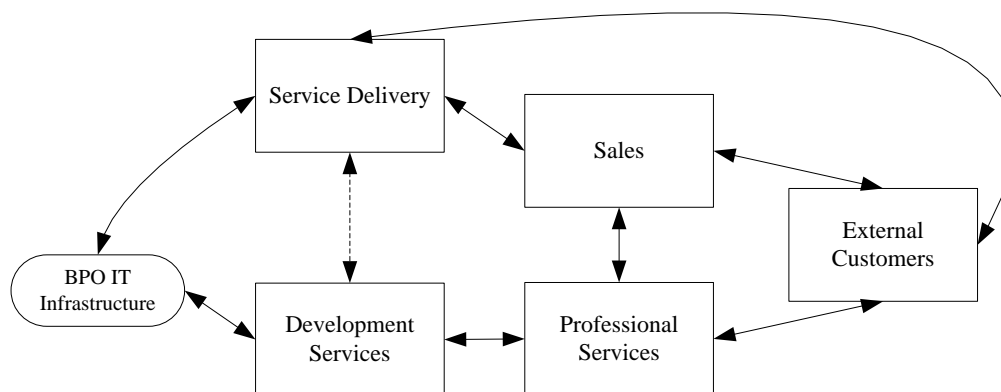 Service Delivery
Sales
External
Customers
BPO IT
Infrastructure
Development
Services
Professional
Services